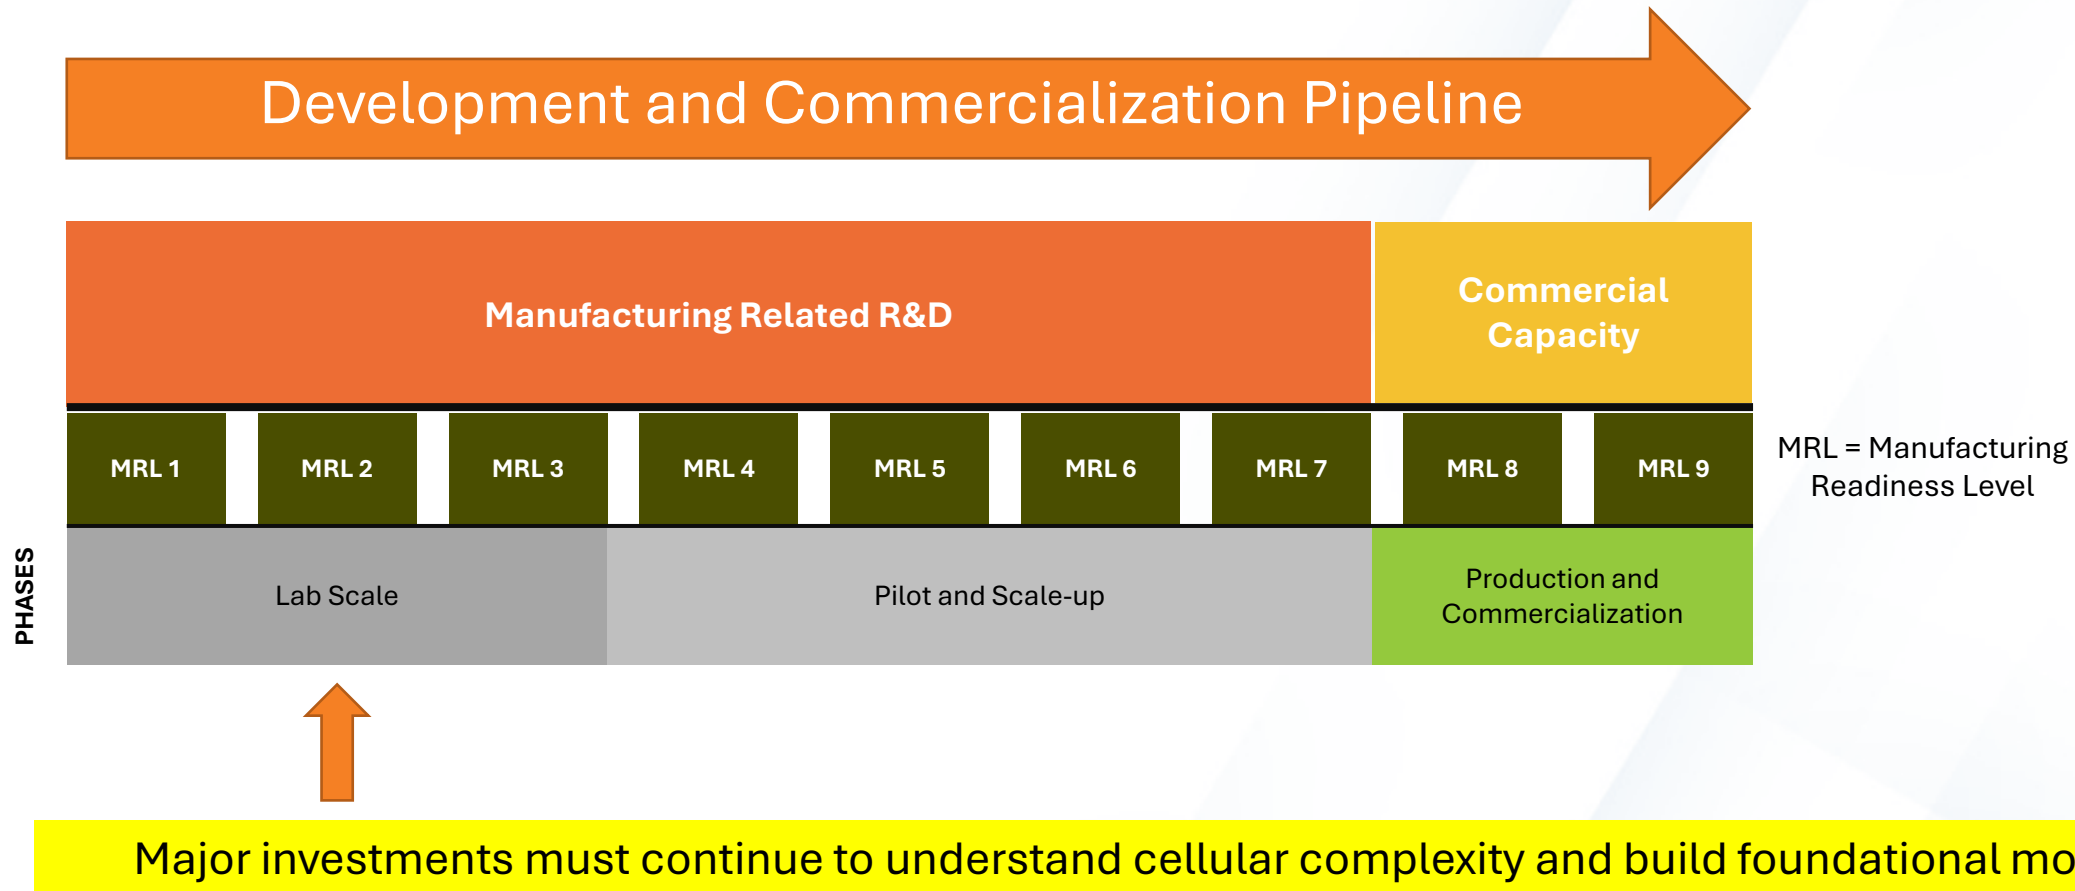 Development and Commercialization Pipeline
Manufacturing Related R&D
Commercial
Capacity
MRL 1
MRL 2
MRL 3
MRL 4
MRL 5
MRL 6
MRL 7
MRL 8
MRL 9
MRL = Manufacturing
Readiness Level
PHASES
Lab Scale
Pilot and Scale-up
Production and
Commercialization
Major investments must continue to understand cellular complexity and build foundational